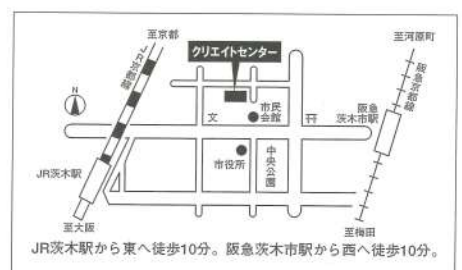 至京都
JR京都線
クリエイトセンター
至河原町
阪急京都線
N
市民
会館
文
阪急
茨木市駅
市役所
中央公園
JR茨木駅
至大阪
至梅田
JR茨木駅から東へ徒歩10分。阪急茨木市駅から西へ徒歩10分。